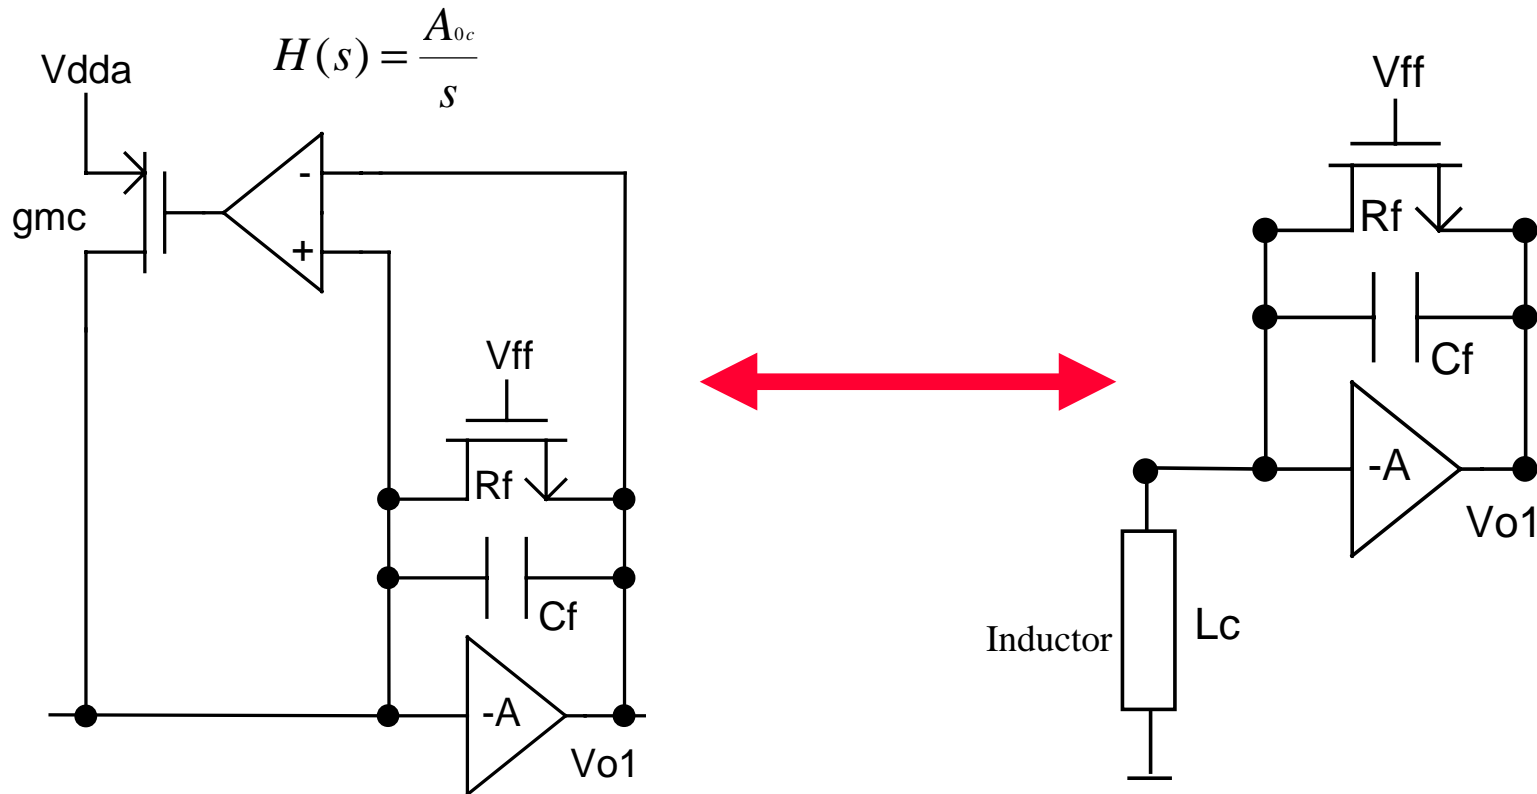 H(s) = A0c / s
Vdda
gmc
-
+
Vff
Rf
Cf
-A
Vo1
Vff
Rf
Cf
-A
Vo1
Inductor
Lc